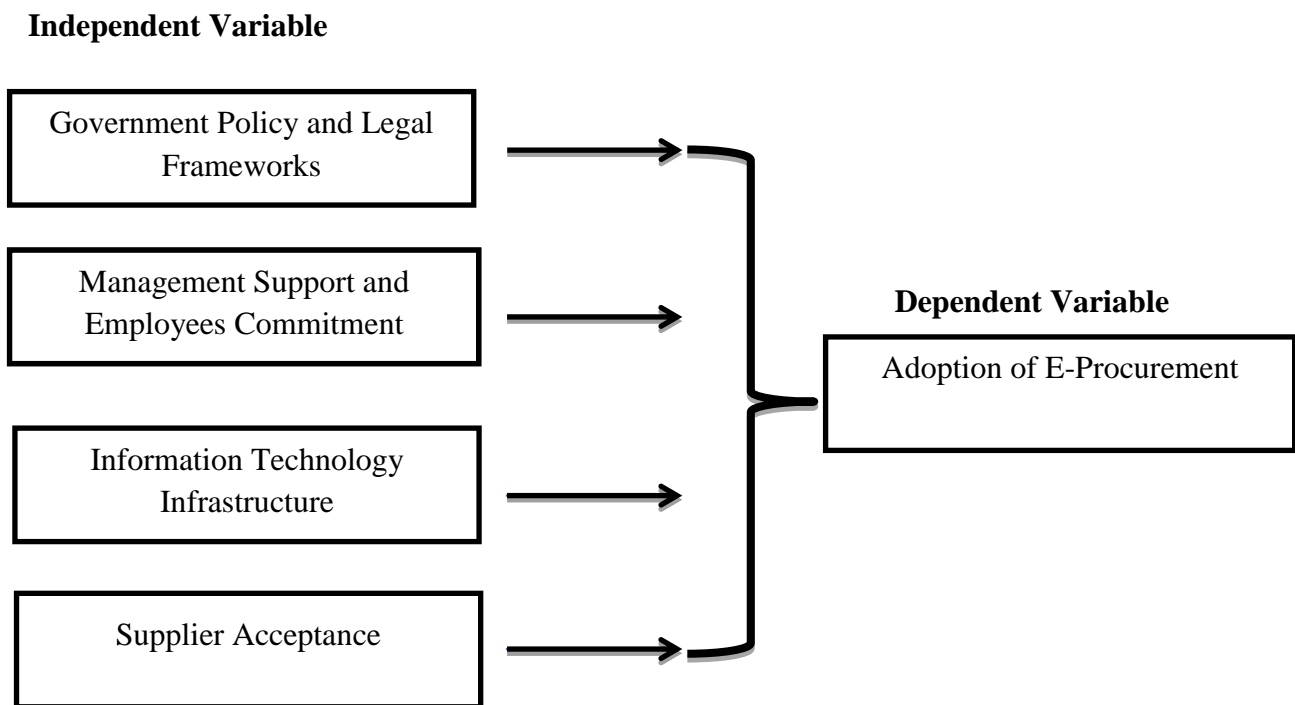 Independent Variable
Government Policy and Legal
Frameworks
Management Support and
Employees Commitment
Information Technology
Infrastructure
Supplier Acceptance
Dependent Variable
Adoption of E-Procurement